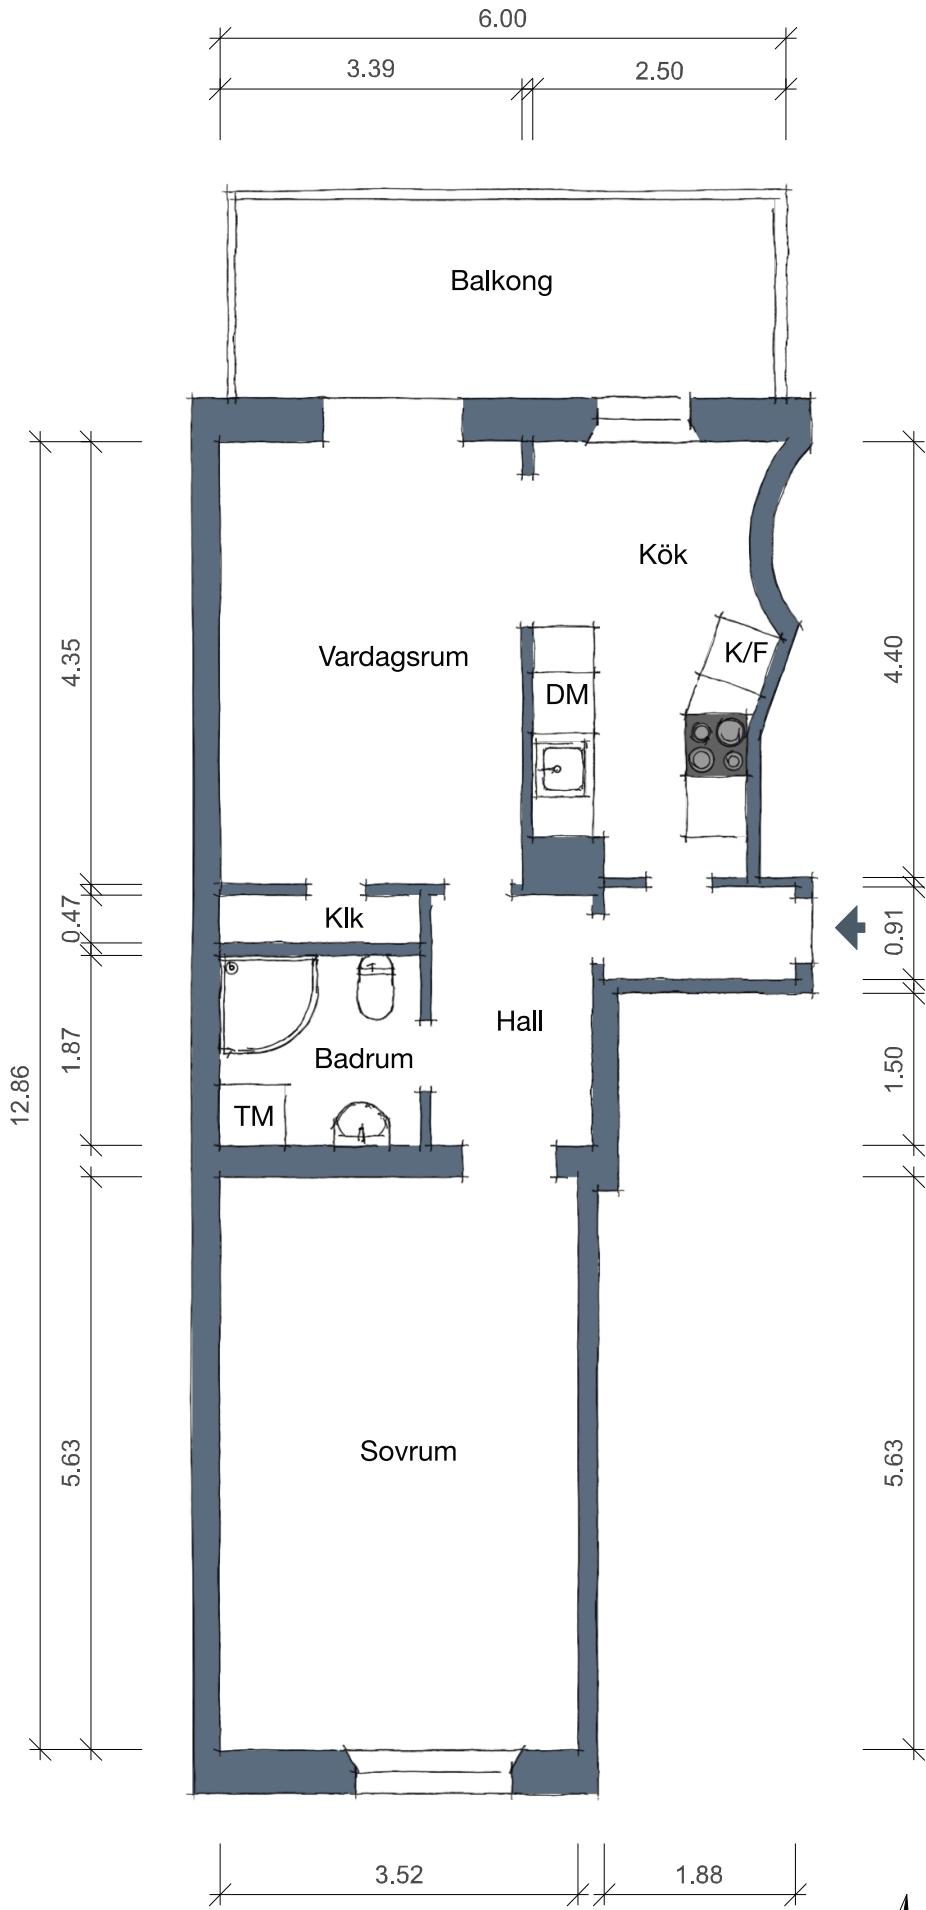 6.00
3.39
2.50
Balkong
Kök
Vardagsrum
K/F
DM
4.35
4.40
Klk
0.47
0.91
Hall
Badrum
1.87
1.50
12.86
TM
Sovrum
5.63
5.63
3.52
1.88